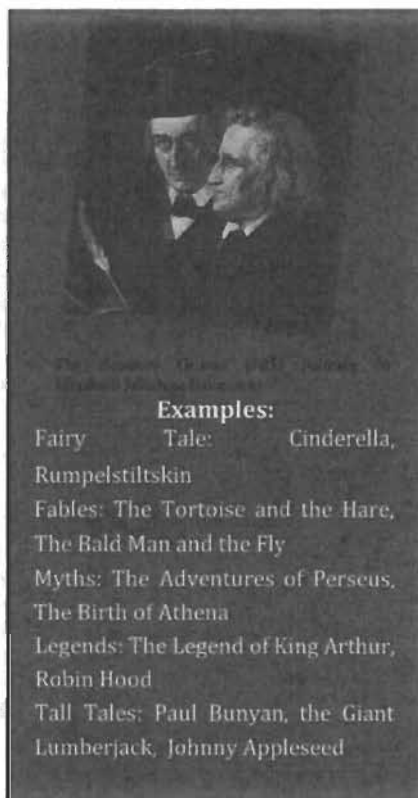 Examples:
Fairy Tale: Cinderella,
Rumpelstiltskin
Fables: The Tortoise and the Hare,
The Bald Man and the Fly
Myths: The Adventures of Perseus,
The Birth of Athena
Legends: The Legend of King Arthur,
Robin Hood
Tall Tales: Paul Bunyan, the Giant
Lumberjack, Johnny Appleseed